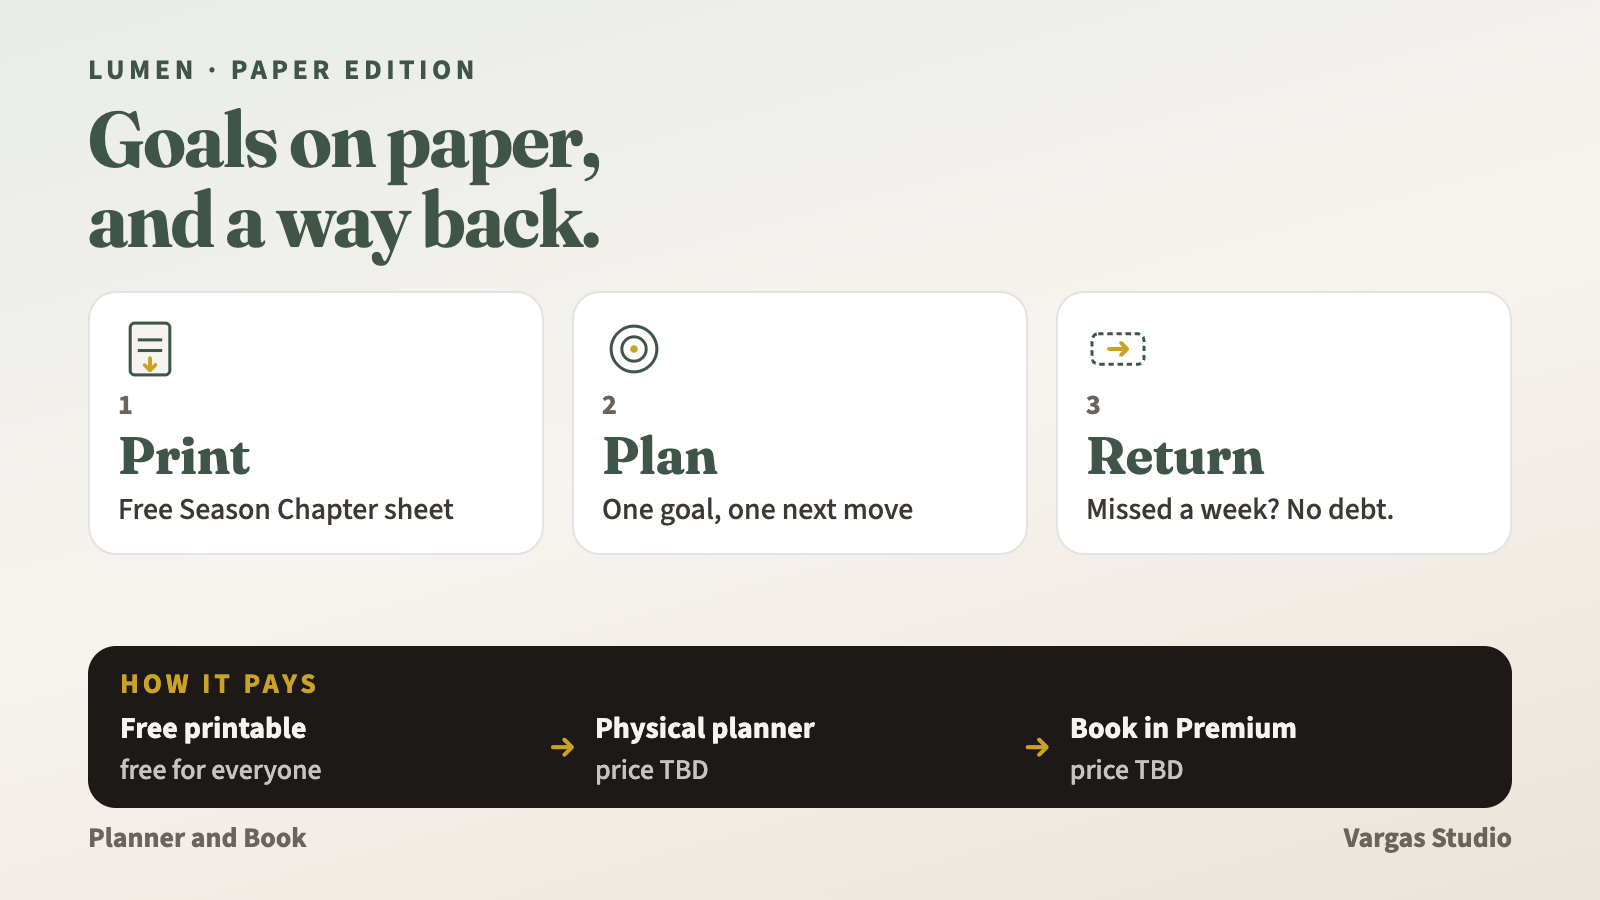 LUMEN · PAPER EDITION
Goals on paper,
and a way back.
1
Print
Free Season Chapter sheet
2
Plan
One goal, one next move
3
Return
Missed a week? No debt.
HOW IT PAYS
Free printable
free for everyone
Physical planner
price TBD
Book in Premium
price TBD
Planner and Book
Vargas Studio